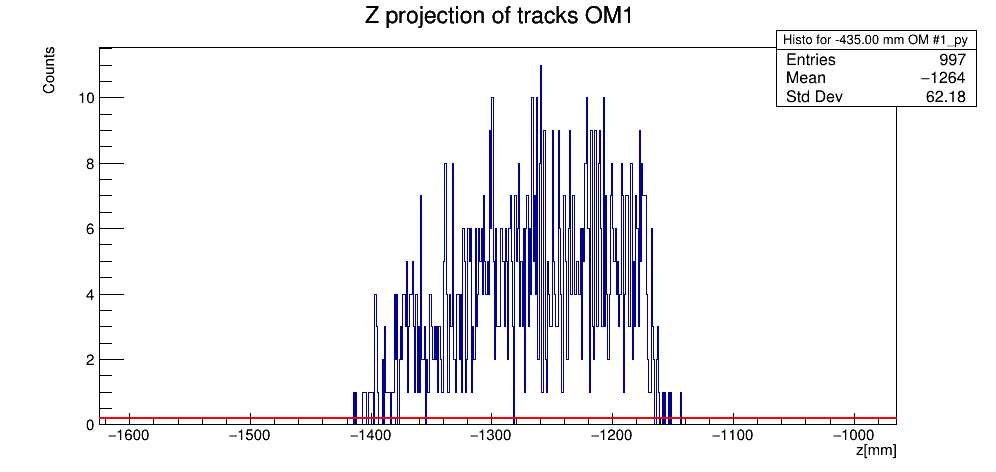 Z projection of tracks OM1
Histo for -435.00 mm OM #1_py
Entries 997
Mean −1264
Std Dev 62.18
Counts
10
8
6
4
2
0
−1600 −1500 −1400 −1300 −1200 −1100 −1000
z[mm]